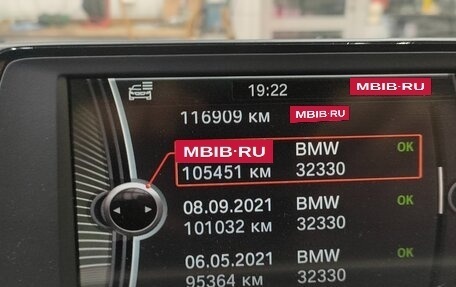 19:22 MBIB·RU
116909 км MBIB·RU
MBIB·RU BMW OK
105451 км 32330
08.09.2021 BMW OK
101032 км 32330
06.05.2021 BMW OK
95364 км 32330